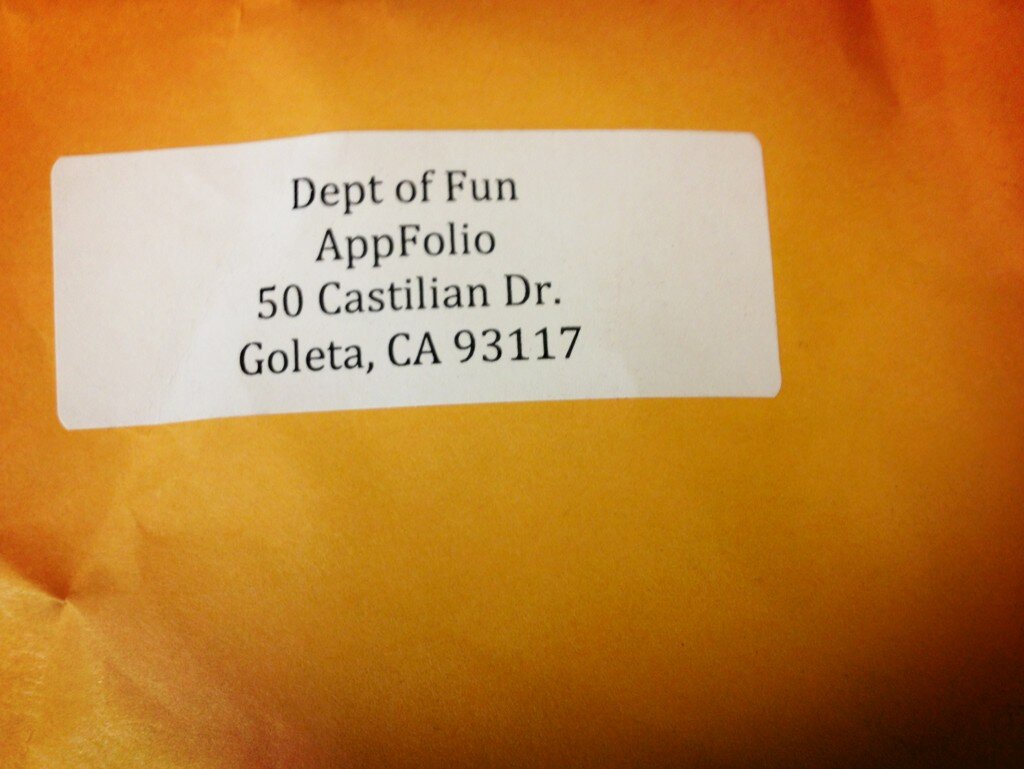 Dept of Fun
AppFolio
50 Castilian Dr.
Goleta, CA 93117